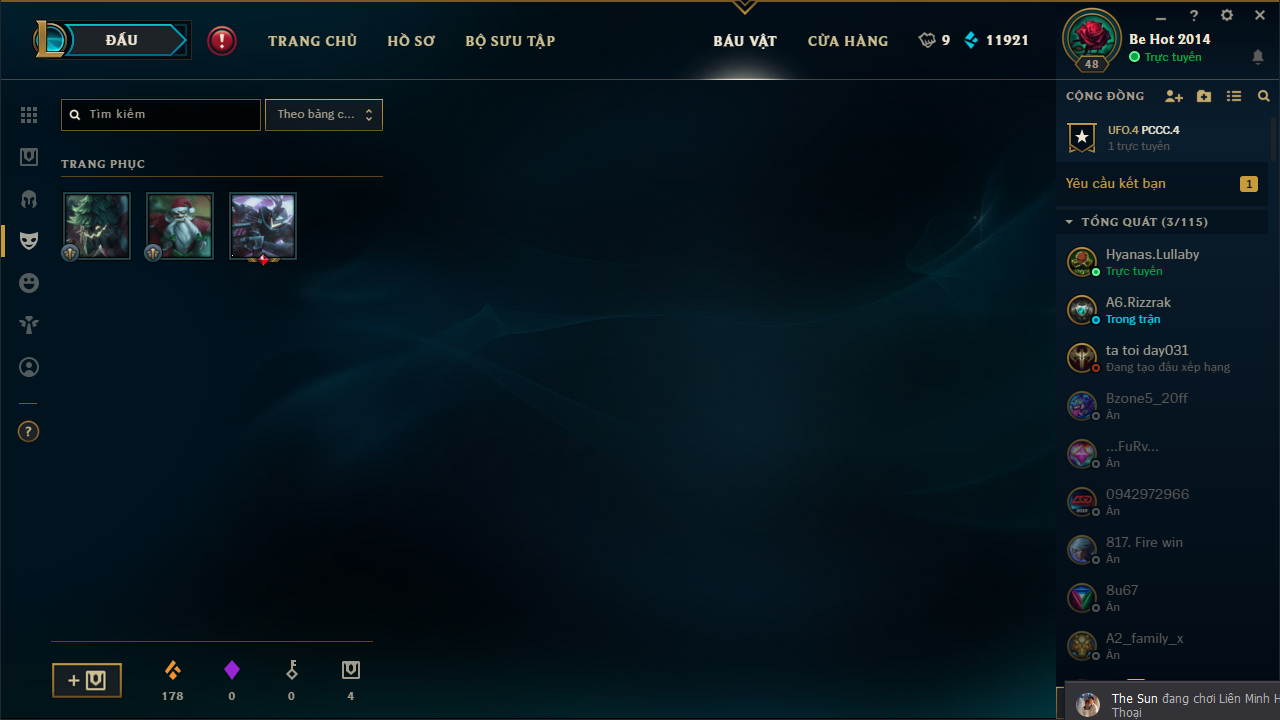 ĐẤU
TRANG CHỦ
HỒ SƠ
BỘ SƯU TẬP
BÁU VẬT
CỬA HÀNG
9
11921
48
Be Hot 2014
Trực tuyến
Tìm kiếm
Theo bảng c...
TRANG PHỤC
178
0
0
4
CỘNG ĐỒNG
UFO.4 PCCC.4
1 trực tuyến
Yêu cầu kết bạn
1
TỔNG QUÁT (3/115)
Hyanas.Lullaby
Trực tuyến
A6.Rizzrak
Trong trận
ta toi day031
Đang tạo đấu xếp hạng
Bzone5_20ff
Ẩn
...FuRv...
Ẩn
0942972966
Ẩn
817. Fire win
Ẩn
8u67
Ẩn
A2_family_x
Ẩn
The Sun đang chơi Liên Minh H
Thoại